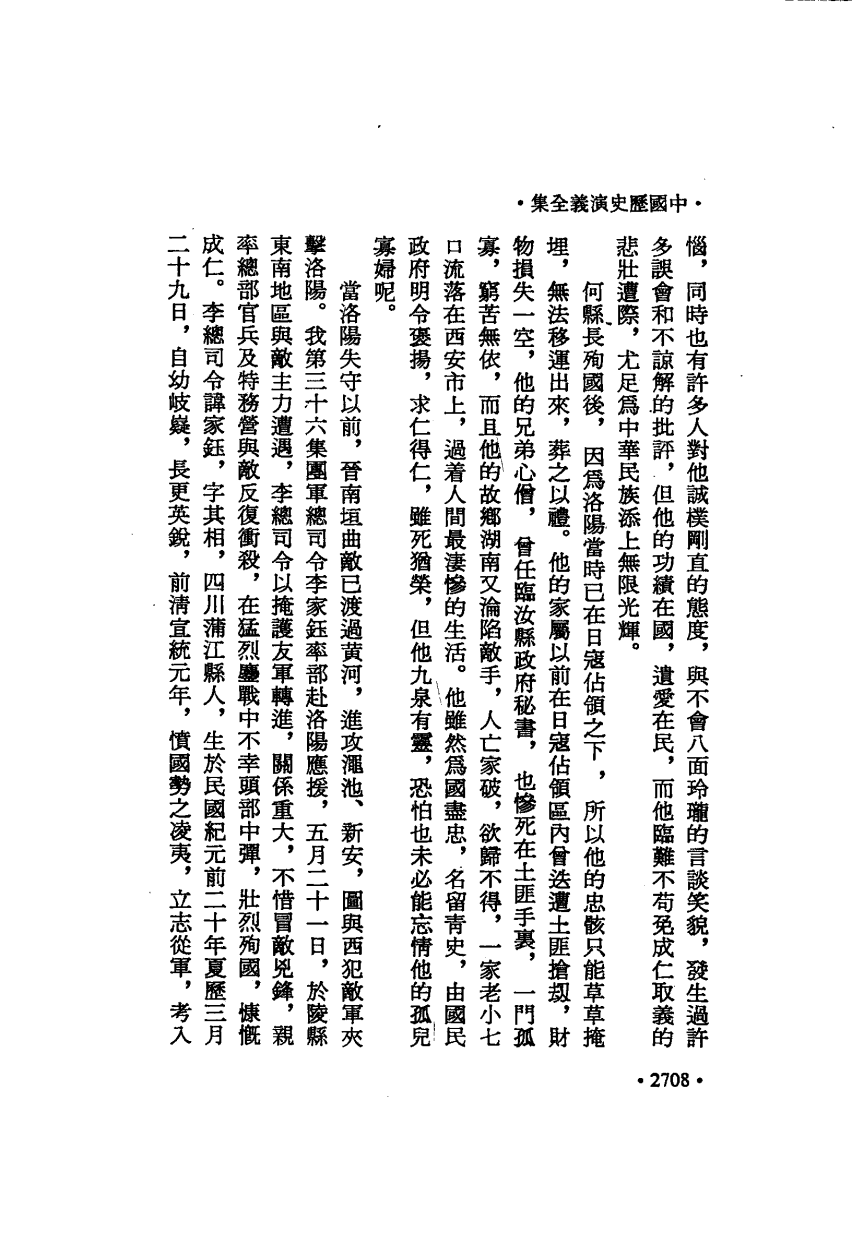 ·中國歷史演義全集·
惱，同時也有許多人對他誠樸剛直的態度，與不會八面玲瓏的言談笑貌，發生過許
多誤會和不諒解的批評，但他的功績在國，遺愛在民，而他臨難不苟免成仁取義的
悲壯遭際，尤足爲中華民族添上無限光輝。
何縣長殉國後，因爲洛陽當時已在日寇佔領之下，所以他的忠骸只能草草掩
埋，無法移運出來，葬之以禮。他的家屬以前在日寇佔領區內曾迭遭土匪搶刼，財
物損失一空，他的兄弟心僧，曾任臨汝縣政府秘書，也慘死在土匪手裏，一門孤
寡，窮苦無依，而且他的故鄉湖南又淪陷敵手，人亡家破，欲歸不得，一家老小七
口流落在西安市上，過着人間最淒慘的生活。他雖然爲國盡忠，名留靑史，由國民
政府明令褒揚，求仁得仁，雖死猶榮，但他九泉有靈，恐怕也未必能忘情他的孤兒
寡婦呢。
當洛陽失守以前，晉南垣曲敵已渡過黄河，進攻澠池、新安，圖與西犯敵軍夾
擊洛陽。我第三十六集團軍總司令李家鈺率部赴洛陽應援，五月二十一日，於陵縣
東南地區與敵主力遭遇，李總司令以掩護友軍轉進，關係重大，不惜冒敵兇鋒，親
率總部官兵及特務營與敵反復衝殺，在猛烈鏖戰中不幸頭部中彈，壯烈殉國，慷慨
成仁。李總司令諱家鈺，字其相，四川蒲江縣人，生於民國紀元前二十年夏歷三月
二十九日，自幼岐嶷，長更英銳，前淸宣統元年，憤國勢之凌夷，立志從軍，考入
·2708·